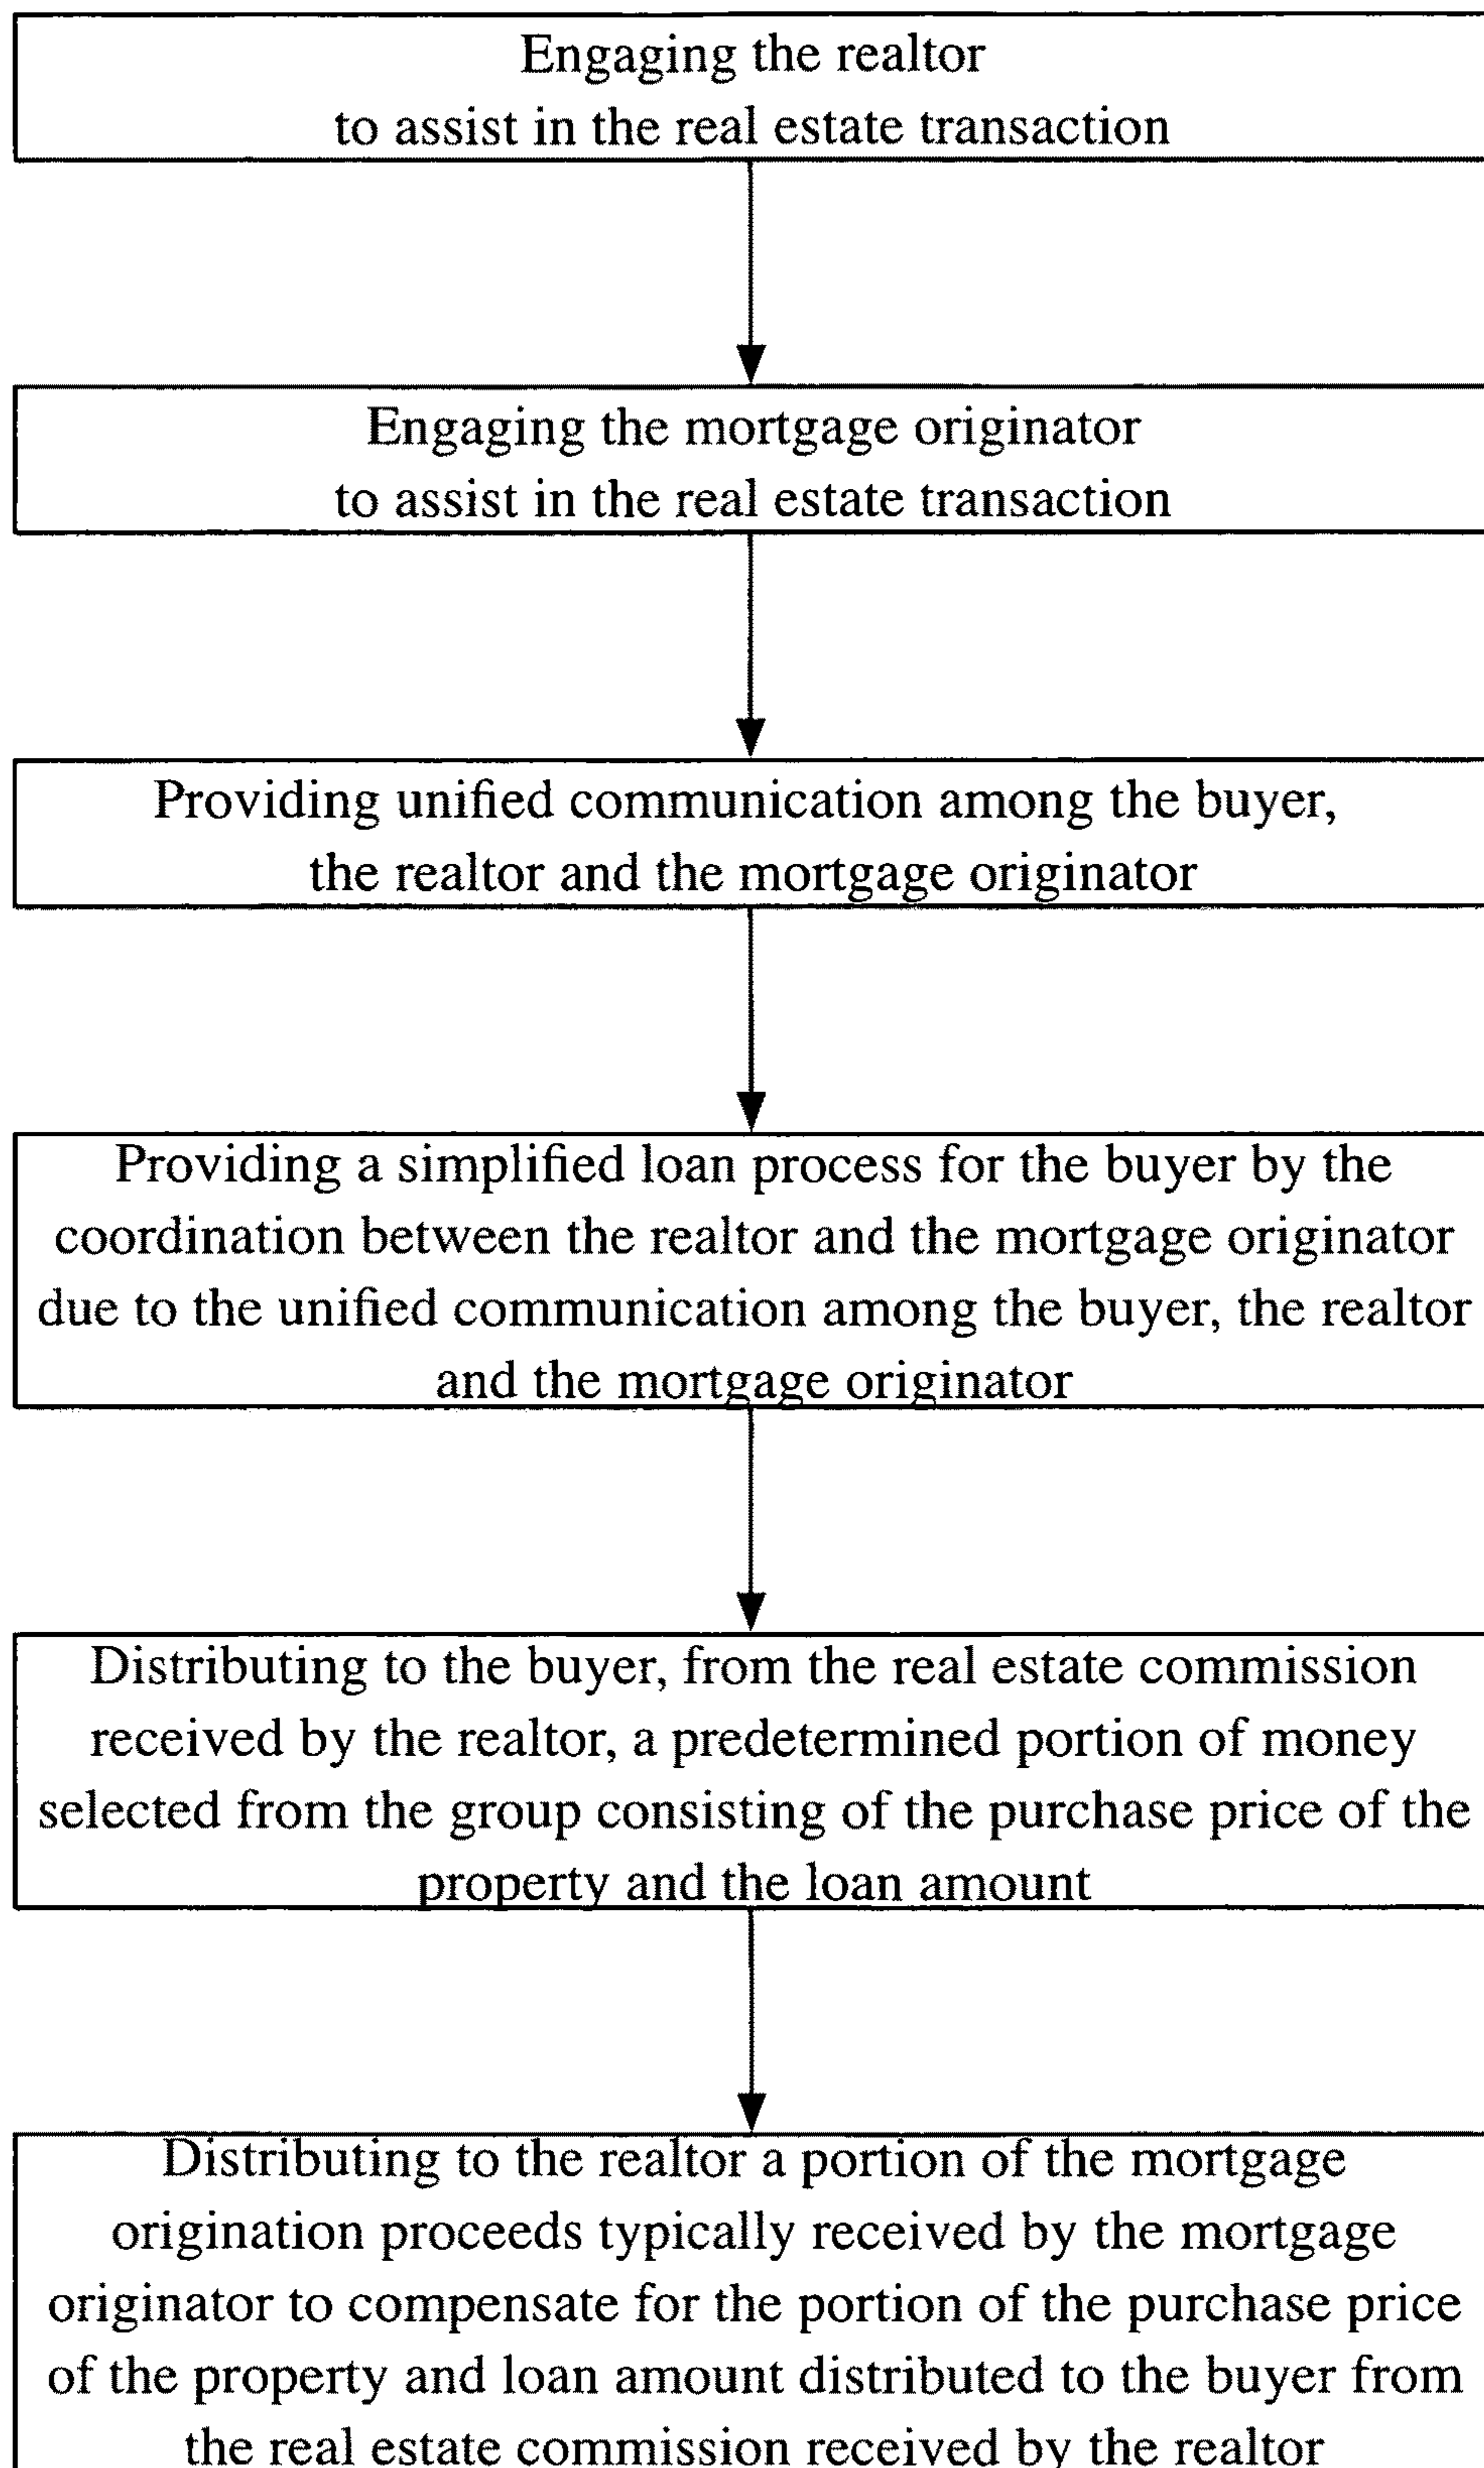 Engaging the realtor
to assist in the real estate transaction
Engaging the mortgage originator
to assist in the real estate transaction
Providing unified communication among the buyer,
the realtor and the mortgage originator
Providing a simplified loan process for the buyer by the
coordination between the realtor and the mortgage originator
due to the unified communication among the buyer, the realtor
and the mortgage originator
Distributing to the buyer, from the real estate commission
received by the realtor, a predetermined portion of money
selected from the group consisting of the purchase price of the
property and the loan amount
Distributing to the realtor a portion of the mortgage
origination proceeds typically received by the mortgage
originator to compensate for the portion of the purchase price
of the property and loan amount distributed to the buyer from
the real estate commission received by the realtor